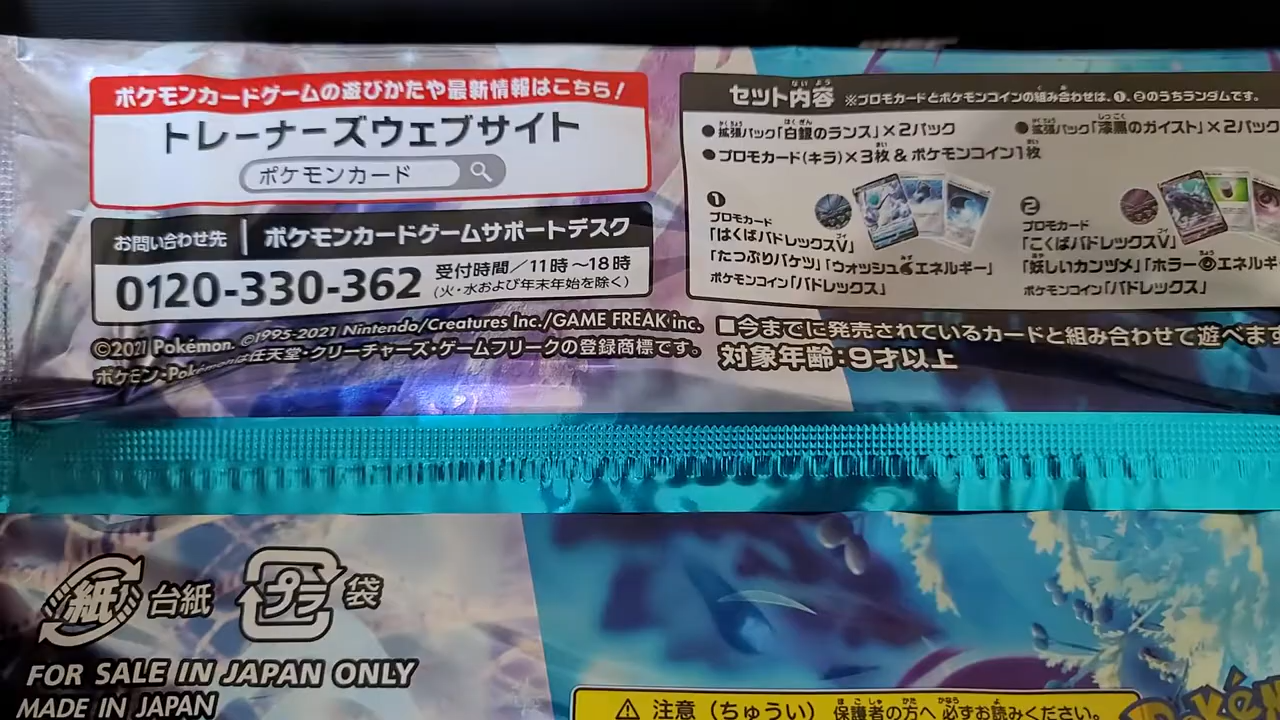 ポケモンカードゲームの遊びかたや最新情報はこちら!
トレーナーズウェブサイト
ポケモンカード
お問い合わせ先 ポケモンカードゲームサポートデスク
0120-330-362 受付時間/11時~18時
(火・水および年末年始を除く)
©2021 Pokémon. ©1995-2021 Nintendo/Creatures Inc./GAME FREAK inc.
ポケモン・Pokémonは任天堂・クリーチャーズ・ゲームフリークの登録商標です。
セット内容 ※プロモカードとポケモンコインの組み合わせは、❶、❷のうちランダムです。
●拡張パック「白銀のランス」×2パック
●拡張パック「漆黒のガイスト」×2パック
●プロモカード(キラ)×3枚 & ポケモンコイン1枚
❶
プロモカード
「はくばバドレックスV」
「たっぷりバケツ」「ウォッシュ エネルギー」
ポケモンコイン「バドレックス」
❷
プロモカード
「こくばバドレックスV」
「妖しいカンヅメ」「ホラー エネルギ
ポケモンコイン「バドレックス」
■今までに発売されているカードと組み合わせて遊べます
対象年齢:9才以上
紙 台紙 プラ 袋
FOR SALE IN JAPAN ONLY
MADE IN JAPAN
⚠ 注意(ちゅうい) 保護者の方へ 必ずお読みください。